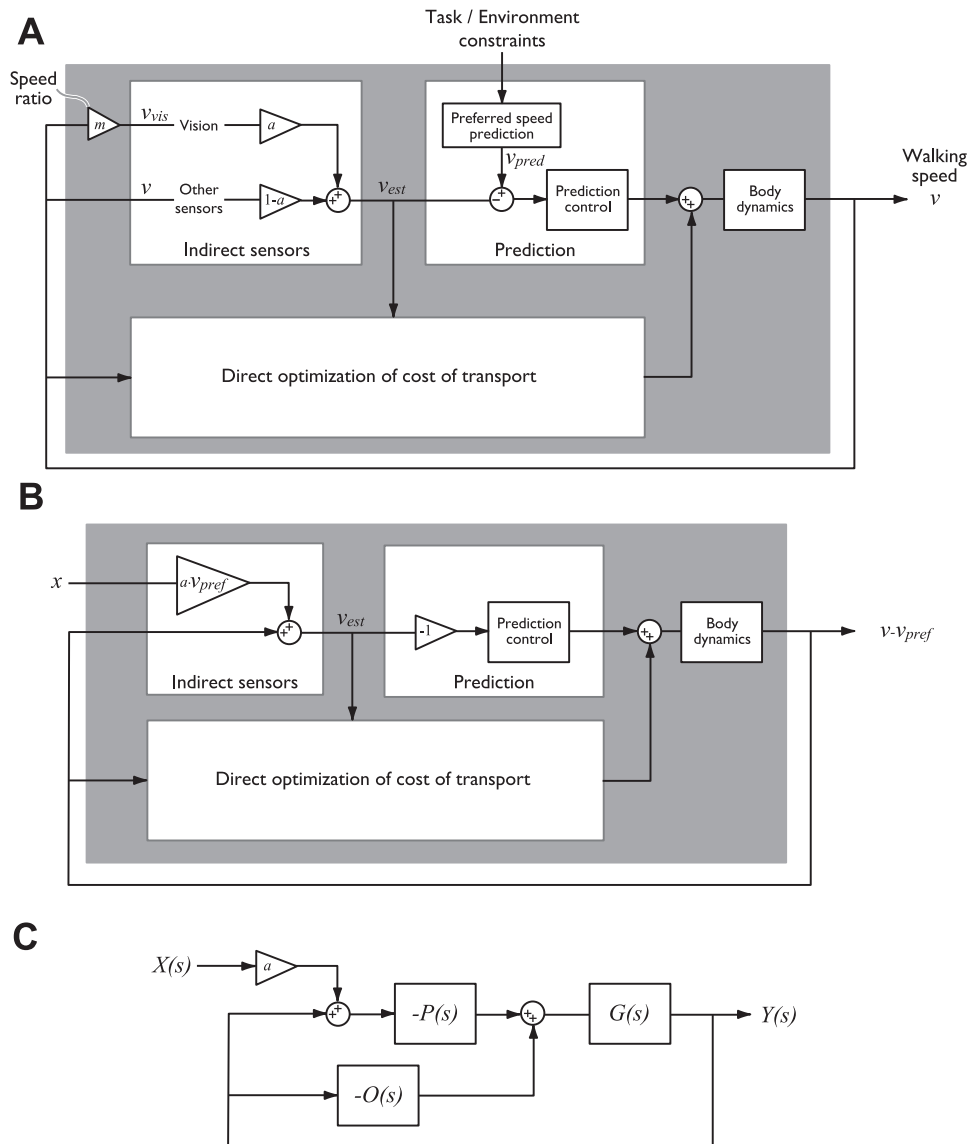 A
Task / Environment
constraints
Speed
ratio
m
v_vis
Vision
a
Preferred speed
prediction
v_pred
Walking
speed
v
v
Other
sensors
1-a
+
+
v_est
−
+
Prediction
control
+
+
Body
dynamics
Indirect sensors
Prediction
Direct optimization of cost of transport
B
x
a·v_pref
+
+
v_est
-1
Prediction
control
+
+
Body
dynamics
v-v_pref
Indirect sensors
Prediction
Direct optimization of cost of transport
C
X(s)
a
+
+
-P(s)
+
+
G(s)
Y(s)
-O(s)